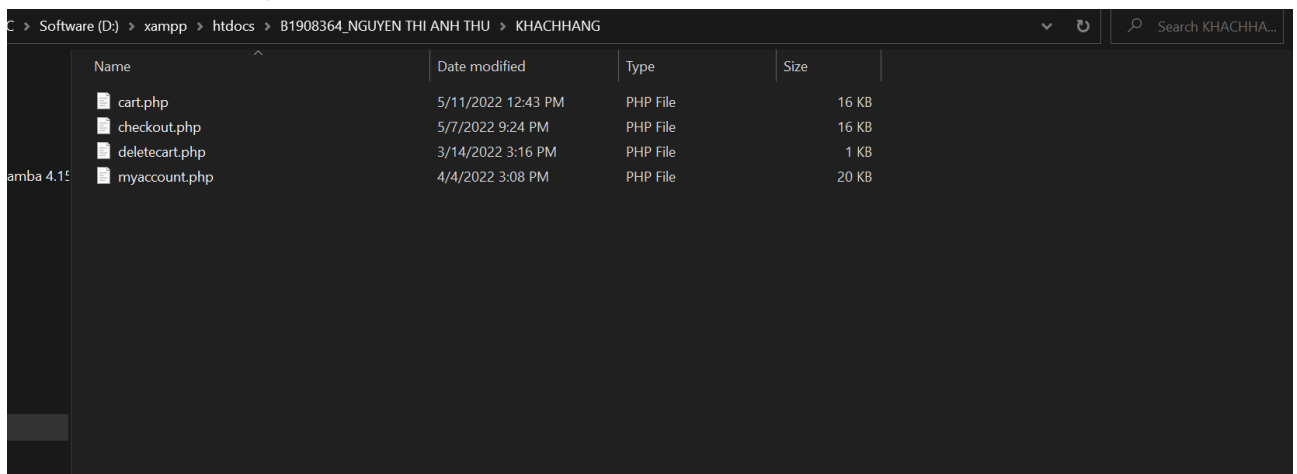 C > Software (D:) > xampp > htdocs > B1908364_NGUYEN THI ANH THU > KHACHHANG Search KHACHHA...
Name Date modified Type Size
cart.php 5/11/2022 12:43 PM PHP File 16 KB
checkout.php 5/7/2022 9:24 PM PHP File 16 KB
deletecart.php 3/14/2022 3:16 PM PHP File 1 KB
amba 4.15 myaccount.php 4/4/2022 3:08 PM PHP File 20 KB